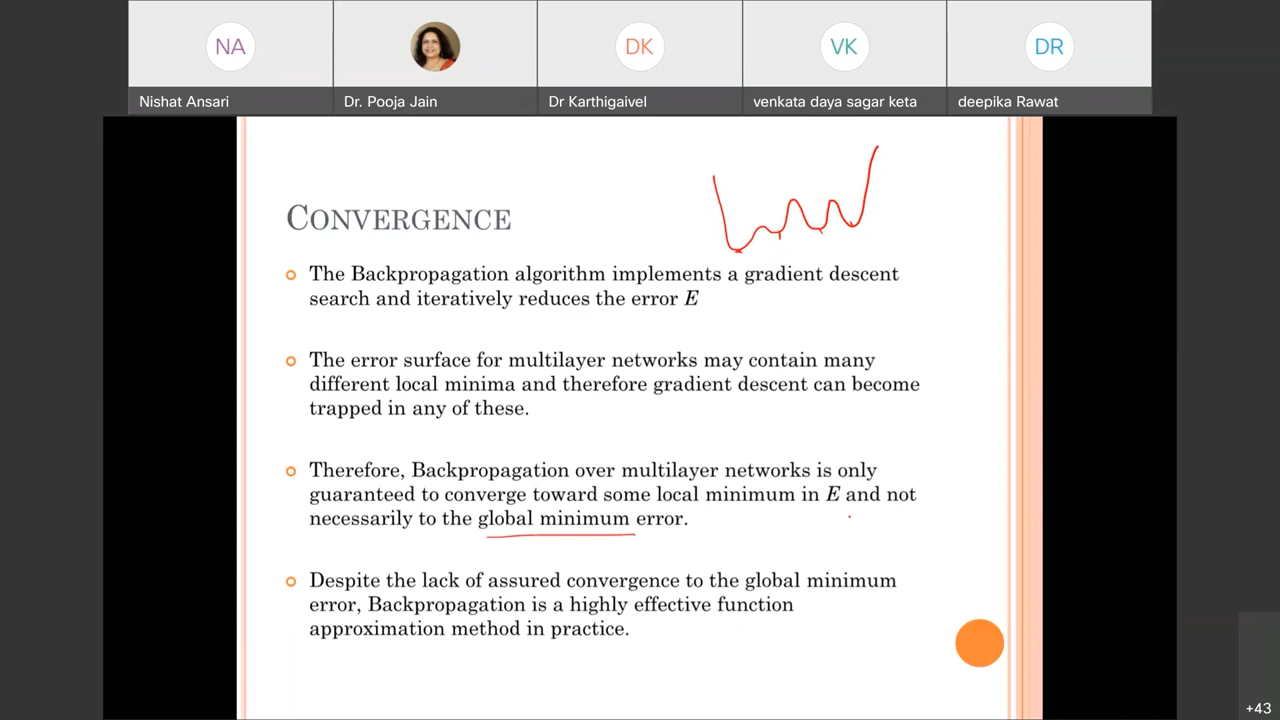 NA
DK
VK
DR
Nishat Ansari
Dr. Pooja Jain
Dr Karthigaivel
venkata daya sagar keta
deepika Rawat
CONVERGENCE
The Backpropagation algorithm implements a gradient descent
search and iteratively reduces the error E
The error surface for multilayer networks may contain many
different local minima and therefore gradient descent can become
trapped in any of these.
Therefore, Backpropagation over multilayer networks is only
guaranteed to converge toward some local minimum in E and not
necessarily to the global minimum error.
Despite the lack of assured convergence to the global minimum
error, Backpropagation is a highly effective function
approximation method in practice.
+43